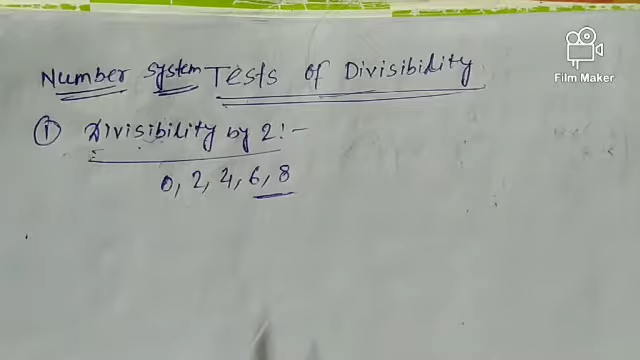 Number system Tests of Divisibility
Film Maker
① Divisibility by 2:-
0, 2, 4, 6, 8